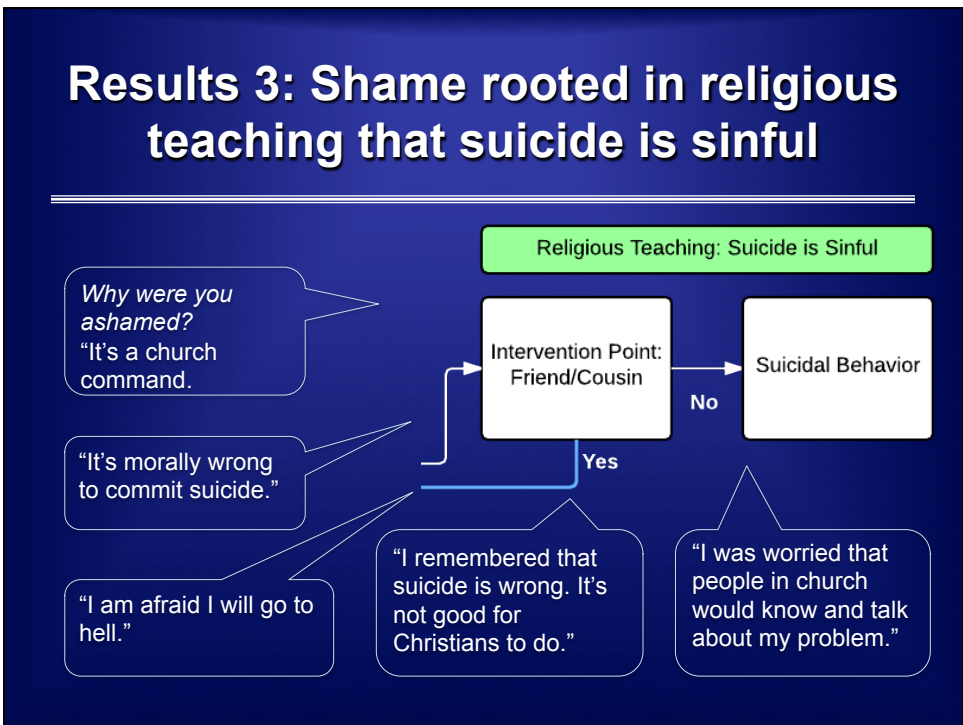 Results 3: Shame rooted in religious
teaching that suicide is sinful
Religious Teaching: Suicide is Sinful
Why were you
ashamed?
“It’s a church
command.
Intervention Point:
Friend/Cousin
No
Suicidal Behavior
Yes
“It’s morally wrong
to commit suicide.”
“I am afraid I will go to
hell.”
“I remembered that
suicide is wrong. It’s
not good for
Christians to do.”
“I was worried that
people in church
would know and talk
about my problem.”